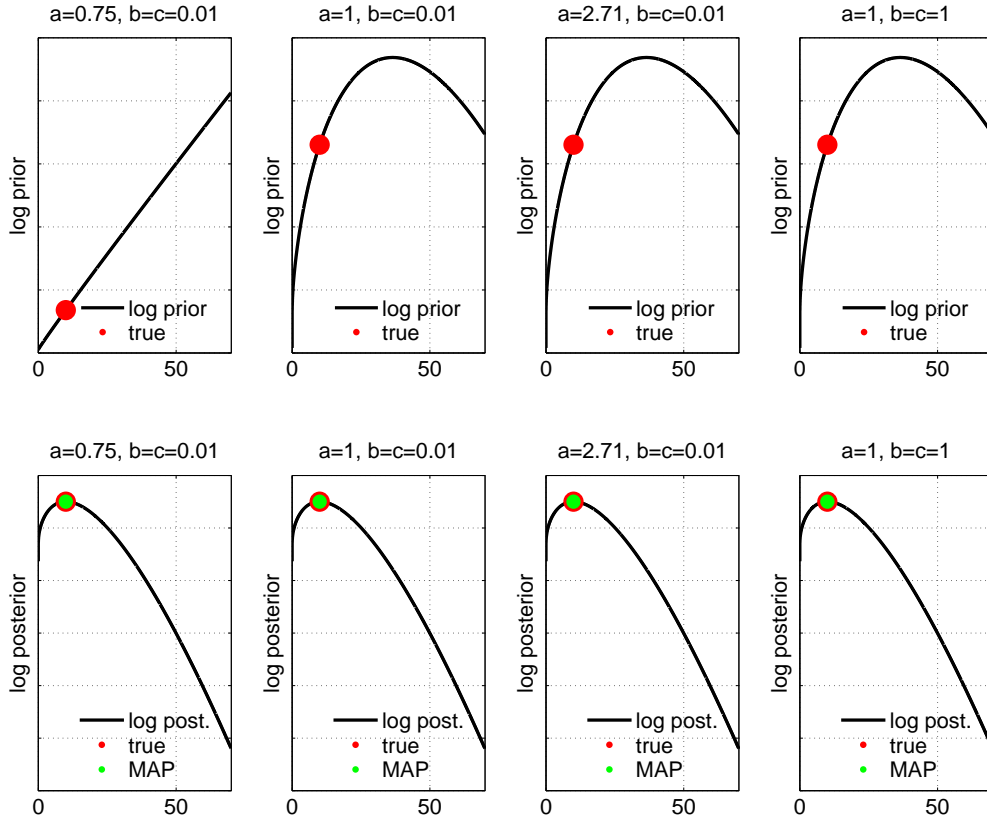 a=0.75, b=c=0.01
a=1, b=c=0.01
a=2.71, b=c=0.01
a=1, b=c=1
log prior
log prior
log prior
log prior
log prior
true
log prior
true
log prior
true
log prior
true
0 50
0 50
0 50
0 50
a=0.75, b=c=0.01
a=1, b=c=0.01
a=2.71, b=c=0.01
a=1, b=c=1
log posterior
log posterior
log posterior
log posterior
log post.
true
MAP
log post.
true
MAP
log post.
true
MAP
log post.
true
MAP
0 50
0 50
0 50
0 50